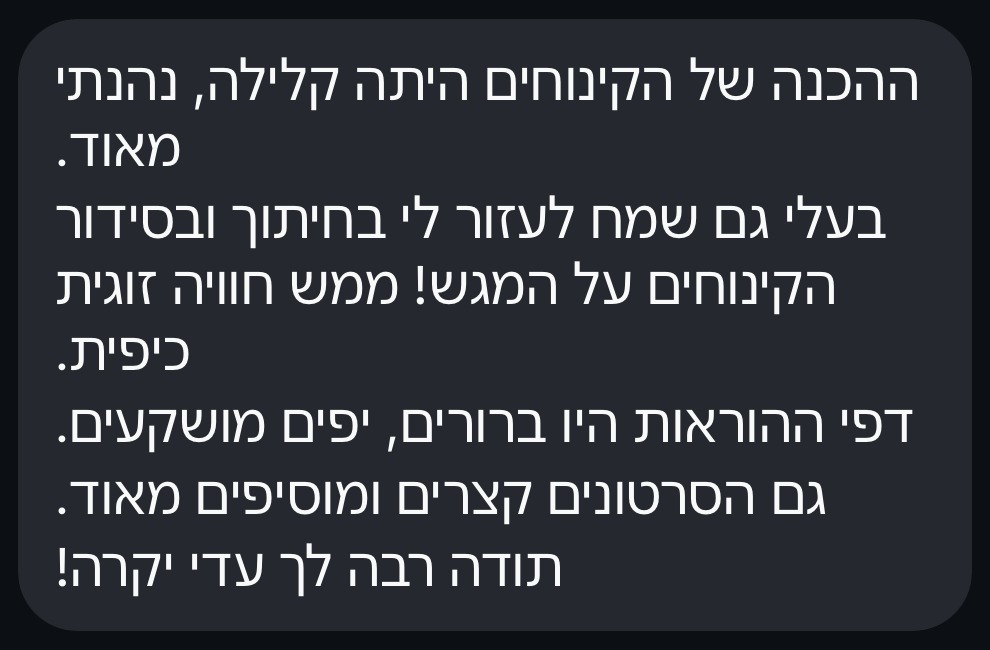 ההכנה של הקינוחים היתה קלילה, נהנתי
מאוד.
בעלי גם שמח לעזור לי בחיתוך ובסידור
הקינוחים על המגש! ממש חוויה זוגית
כיפית.
דפי ההוראות היו ברורים, יפים מושקעים.
גם הסרטונים קצרים ומוסיפים מאוד.
תודה רבה לך עדי יקרה!